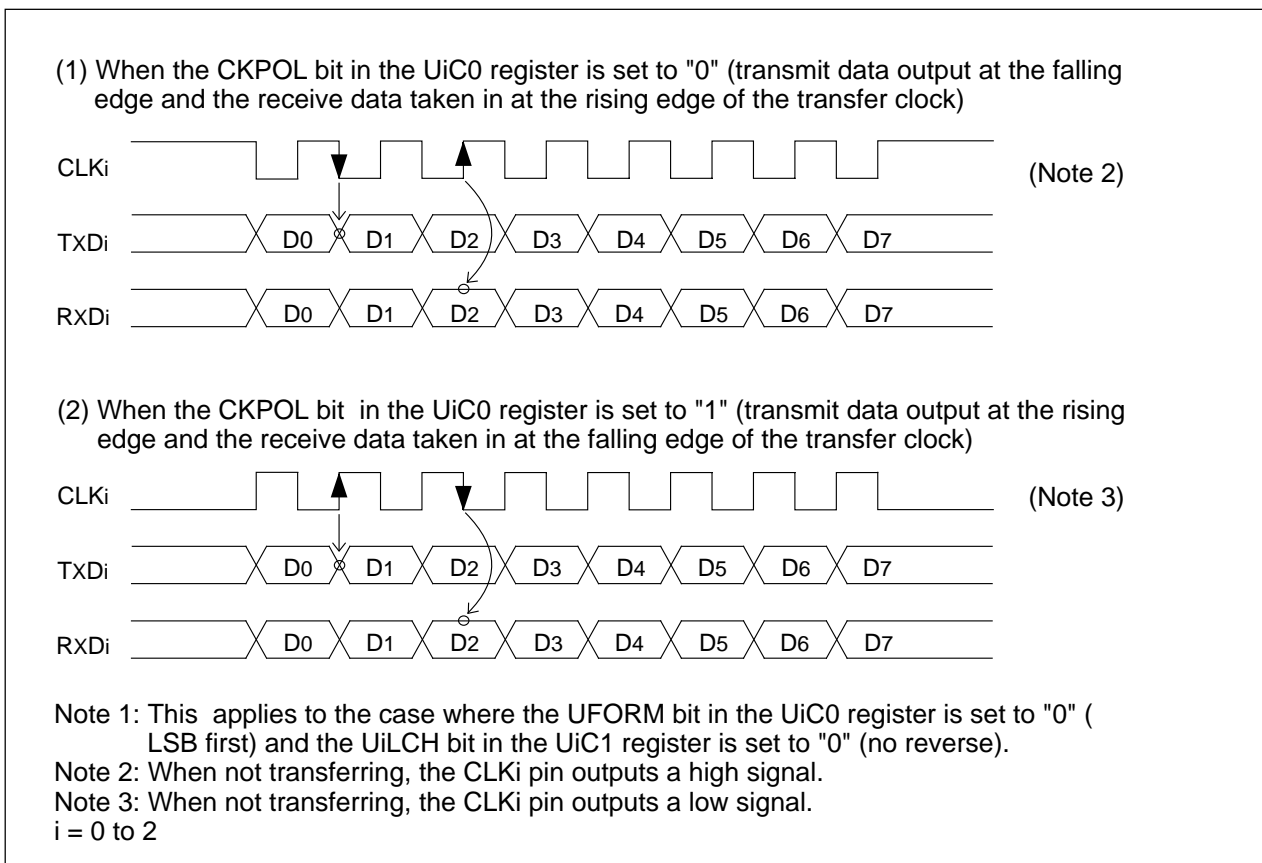 (1) When the CKPOL bit in the UiC0 register is set to "0" (transmit data output at the falling
edge and the receive data taken in at the rising edge of the transfer clock)
CLKi
(Note 2)
TXDi D0 D1 D2 D3 D4 D5 D6 D7
RXDi D0 D1 D2 D3 D4 D5 D6 D7
(2) When the CKPOL bit in the UiC0 register is set to "1" (transmit data output at the rising
edge and the receive data taken in at the falling edge of the transfer clock)
CLKi
(Note 3)
TXDi D0 D1 D2 D3 D4 D5 D6 D7
RXDi D0 D1 D2 D3 D4 D5 D6 D7
Note 1: This applies to the case where the UFORM bit in the UiC0 register is set to "0" (
LSB first) and the UiLCH bit in the UiC1 register is set to "0" (no reverse).
Note 2: When not transferring, the CLKi pin outputs a high signal.
Note 3: When not transferring, the CLKi pin outputs a low signal.
i = 0 to 2